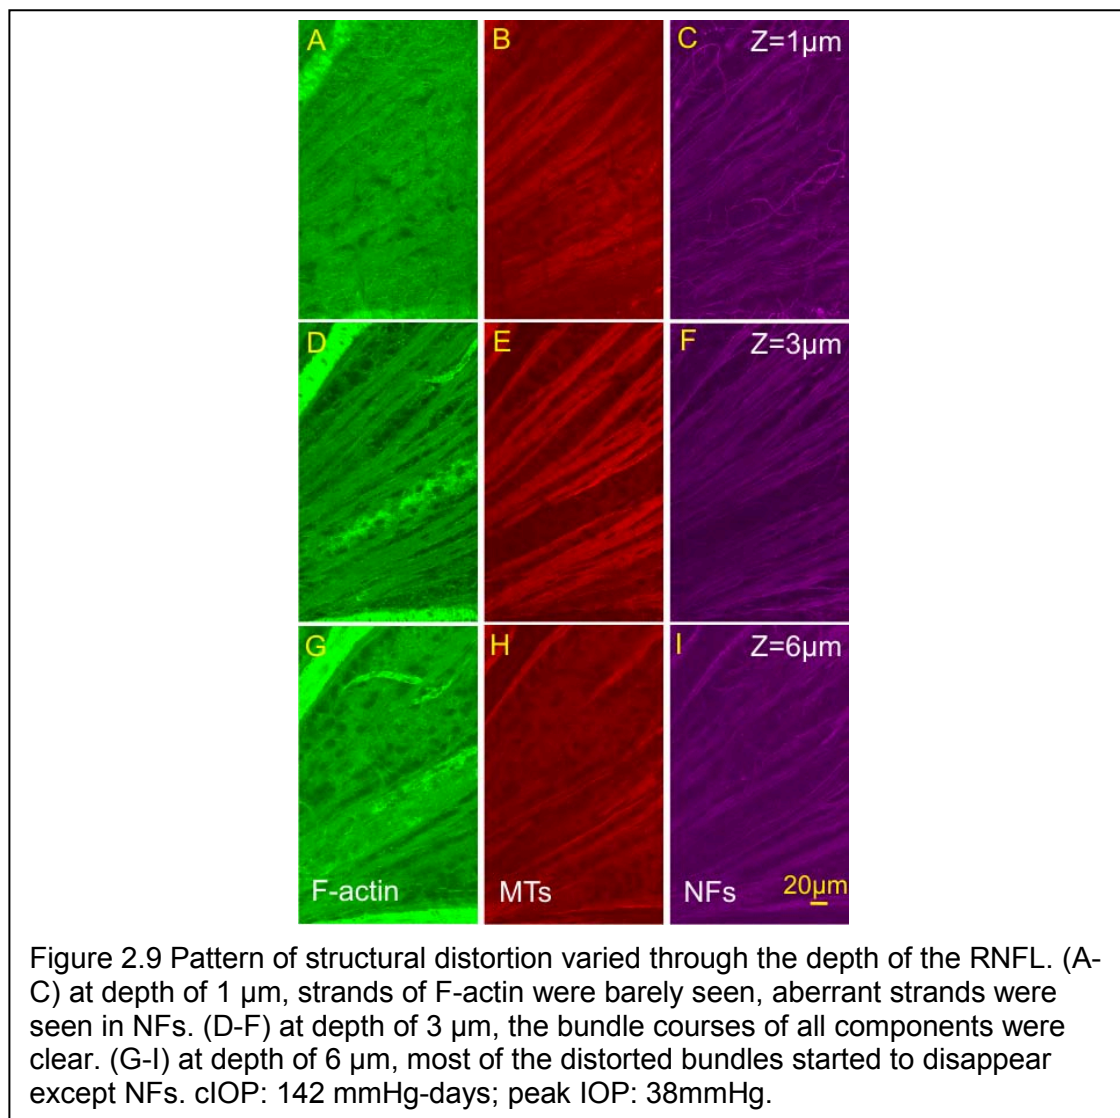 A B C Z=1µm
D E F Z=3µm
G H I Z=6µm
20µm
F-actin MTs NFs
Figure 2.9 Pattern of structural distortion varied through the depth of the RNFL. (A-
C) at depth of 1 µm, strands of F-actin were barely seen, aberrant strands were
seen in NFs. (D-F) at depth of 3 µm, the bundle courses of all components were
clear. (G-I) at depth of 6 µm, most of the distorted bundles started to disappear
except NFs. cIOP: 142 mmHg-days; peak IOP: 38mmHg.